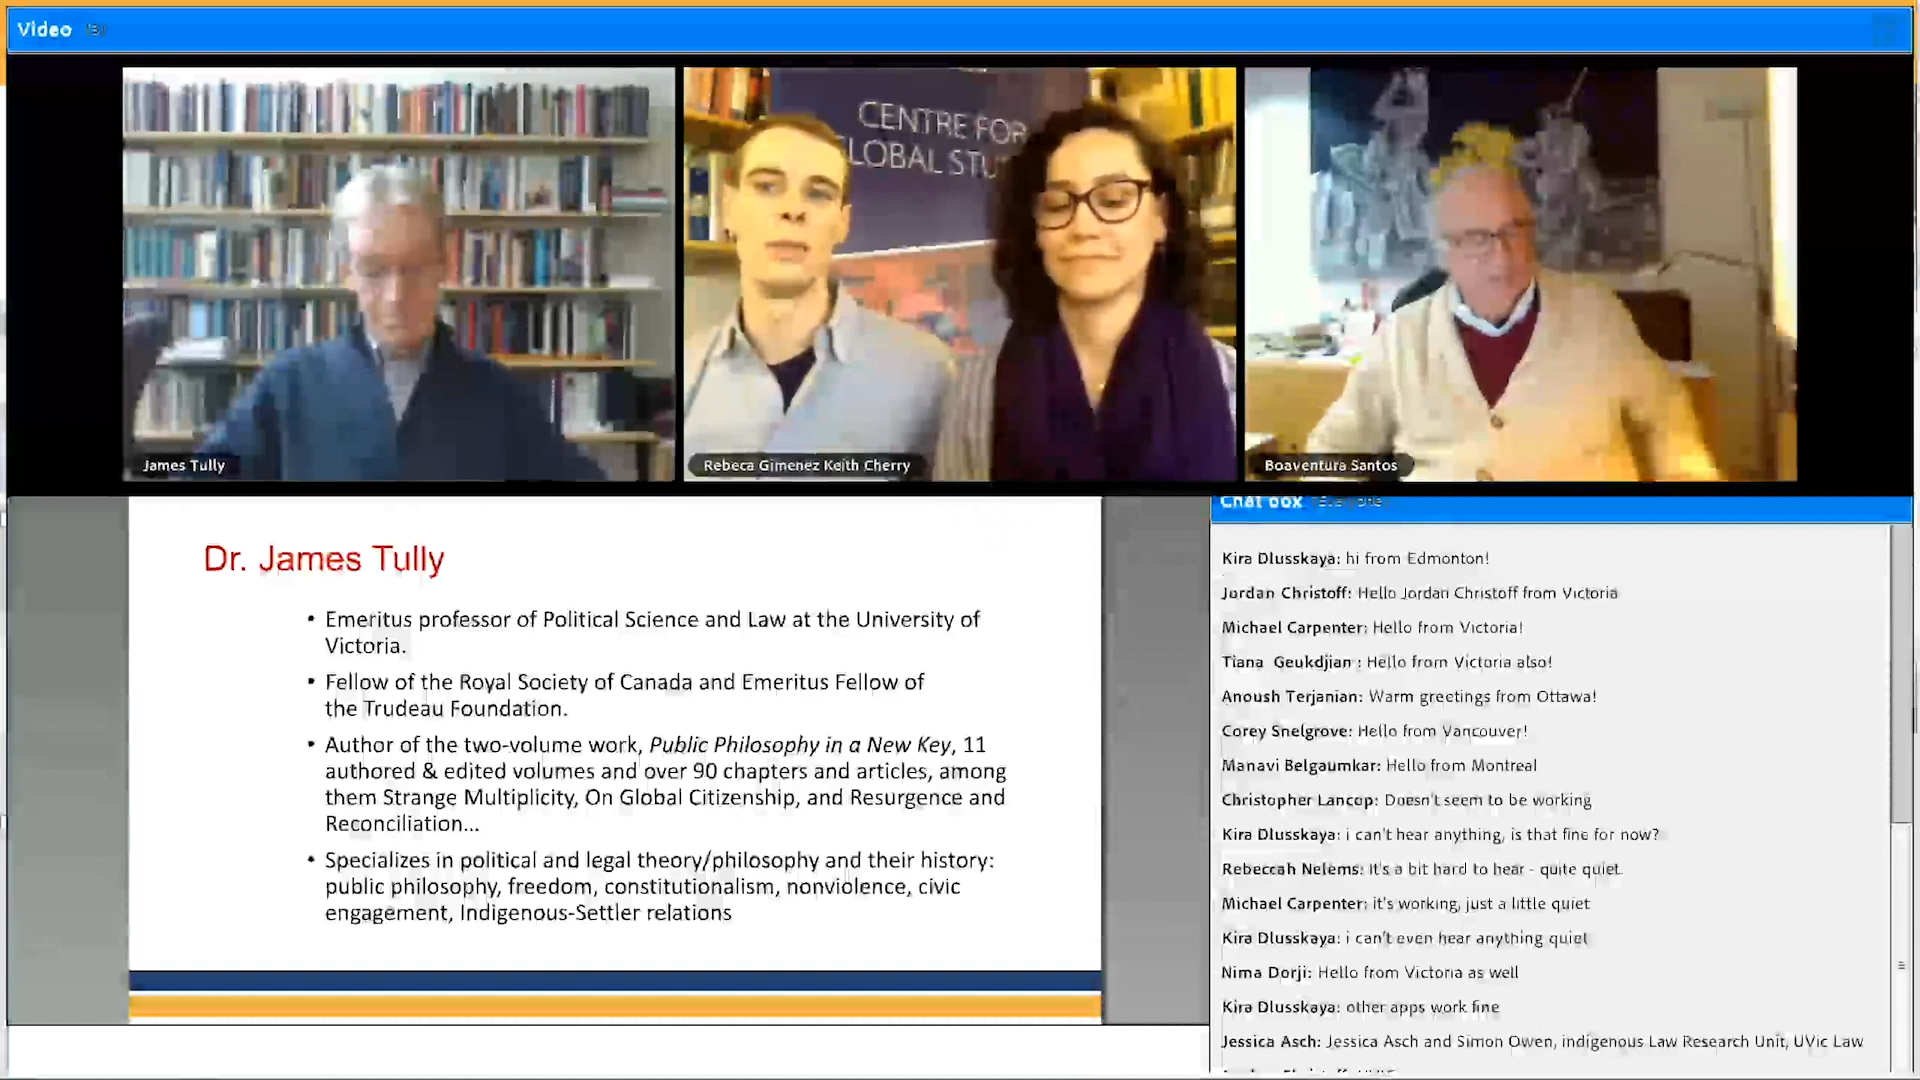 Video (3)
CENTRE FOR
GLOBAL STU
James Tully
Rebeca Gimenez Keith Cherry
Boaventura Santos
Dr. James Tully
• Emeritus professor of Political Science and Law at the University of
Victoria.
• Fellow of the Royal Society of Canada and Emeritus Fellow of
the Trudeau Foundation.
• Author of the two-volume work, Public Philosophy in a New Key, 11
authored & edited volumes and over 90 chapters and articles, among
them Strange Multiplicity, On Global Citizenship, and Resurgence and
Reconciliation...
• Specializes in political and legal theory/philosophy and their history:
public philosophy, freedom, constitutionalism, nonviolence, civic
engagement, Indigenous-Settler relations
Chat box (Everyone)
Kira Dlusskaya: hi from Edmonton!
Jordan Christoff: Hello Jordan Christoff from Victoria
Michael Carpenter: Hello from Victoria!
Tiana Geukdjian : Hello from Victoria also!
Anoush Terjanian: Warm greetings from Ottawa!
Corey Snelgrove: Hello from Vancouver!
Manavi Belgaumkar: Hello from Montreal
Christopher Lancop: Doesn't seem to be working
Kira Dlusskaya: i can't hear anything, is that fine for now?
Rebeccah Nelems: It's a bit hard to hear - quite quiet.
Michael Carpenter: it's working, just a little quiet
Kira Dlusskaya: i can't even hear anything quiet
Nima Dorji: Hello from Victoria as well
Kira Dlusskaya: other apps work fine
Jessica Asch: Jessica Asch and Simon Owen, indigenous Law Research Unit, UVic Law